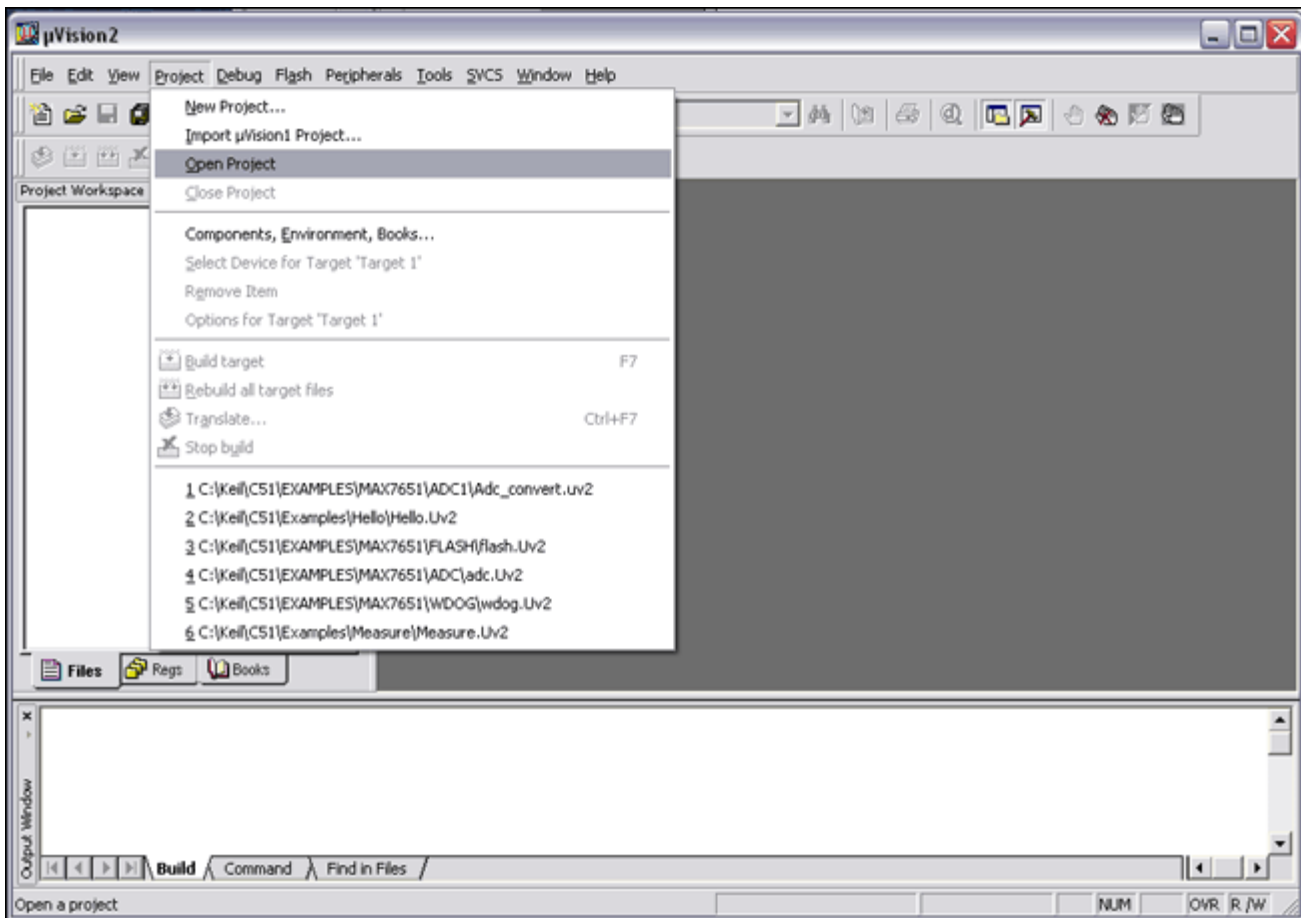 µVision2
File Edit View Project Debug Flash Peripherals Tools SVCS Window Help
New Project...
Import µVision1 Project...
Open Project
Close Project
Project Workspace
Components, Environment, Books...
Select Device for Target 'Target 1'
Remove Item
Options for Target 'Target 1'
Build target F7
Rebuild all target files
Translate... Ctrl+F7
Stop build
1 C:\Keil\C51\EXAMPLES\MAX7651\ADC1\Adc_convert.uv2
2 C:\Keil\C51\Examples\Hello\Hello.Uv2
3 C:\Keil\C51\EXAMPLES\MAX7651\FLASH\flash.Uv2
4 C:\Keil\C51\EXAMPLES\MAX7651\ADC\adc.Uv2
5 C:\Keil\C51\EXAMPLES\MAX7651\WDOG\wdog.Uv2
6 C:\Keil\C51\Examples\Measure\Measure.Uv2
Files Regs Books
Output Window
Build Command Find in Files
Open a project NUM OVR R/W